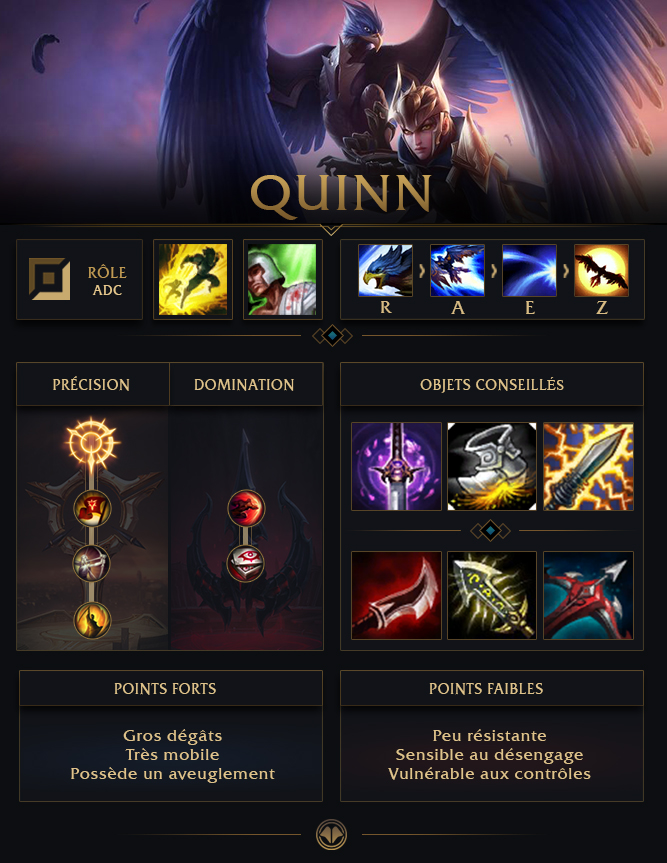 QUINN
RÔLE
ADC
R
A
E
Z
PRÉCISION
DOMINATION
OBJETS CONSEILLÉS
POINTS FORTS
Gros dégâts
Très mobile
Possède un aveuglement
POINTS FAIBLES
Peu résistante
Sensible au désengage
Vulnérable aux contrôles